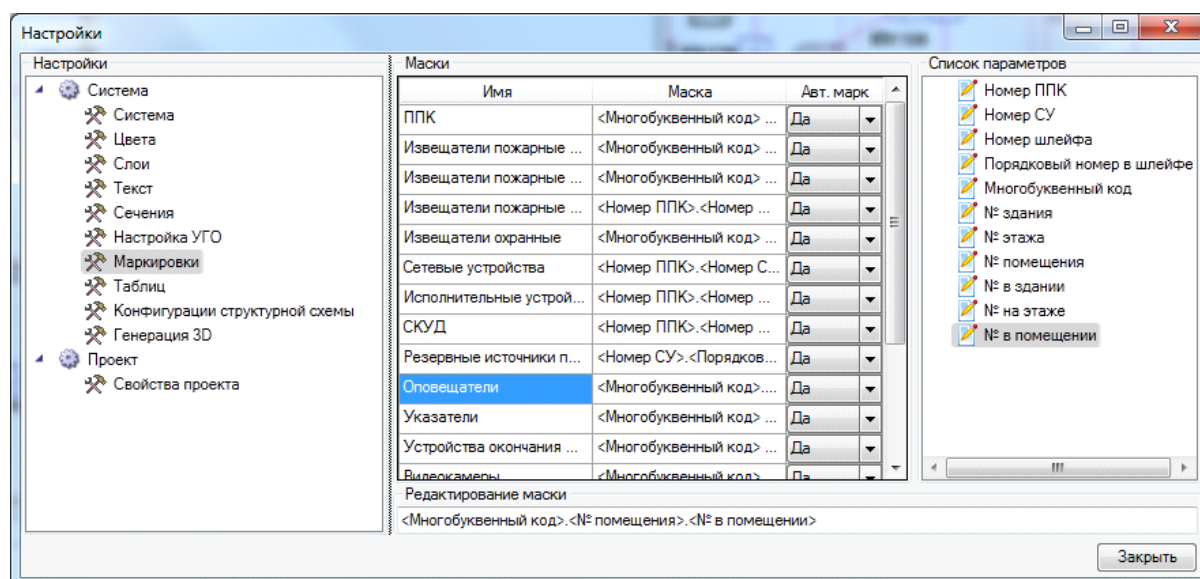 Настройки
Настройки
Система
Система
Цвета
Слои
Текст
Сечения
Настройка УГО
Маркировки
Таблиц
Конфигурации структурной схемы
Генерация 3D
Проект
Свойства проекта
Маски
Имя Маска Авт. марк
ППК <Многобуквенный код> ... Да
Извещатели пожарные ... <Многобуквенный код> ... Да
Извещатели пожарные ... <Многобуквенный код> ... Да
Извещатели пожарные ... <Номер ППК>.<Номер ... Да
Извещатели охранные <Многобуквенный код> ... Да
Сетевые устройства <Номер ППК>.<Номер С... Да
Исполнительные устрой... <Номер ППК>.<Номер ... Да
СКУД <Номер ППК>.<Номер ... Да
Резервные источники п... <Номер СУ>.<Порядков... Да
Оповещатели <Многобуквенный код>.... Да
Указатели <Многобуквенный код> ... Да
Устройства окончания ... <Многобуквенный код> ... Да
Видеокамеры <Многобуквенный код> ... Да
Редактирование маски
<Многобуквенный код>.<№ помещения>.<№ в помещении>
Список параметров
Номер ППК
Номер СУ
Номер шлейфа
Порядковый номер в шлейфе
Многобуквенный код
№ здания
№ этажа
№ помещения
№ в здании
№ на этаже
№ в помещении
Закрыть